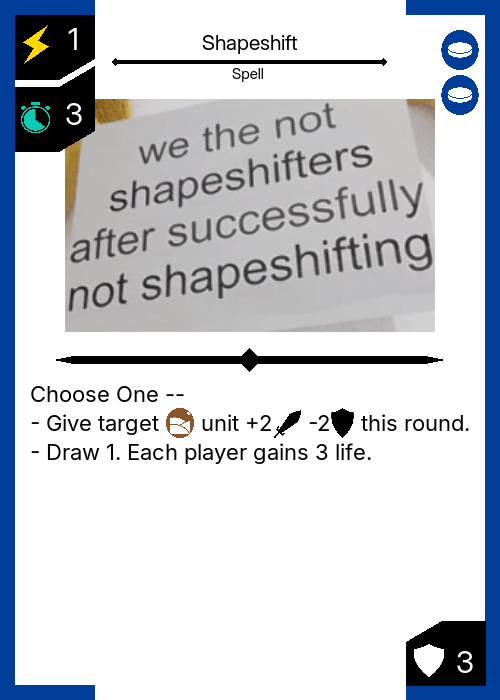 1
Shapeshift
Spell
3
we the not
shapeshifters
after successfully
not shapeshifting
Choose One --
- Give target unit +2 -2 this round.
- Draw 1. Each player gains 3 life.
3